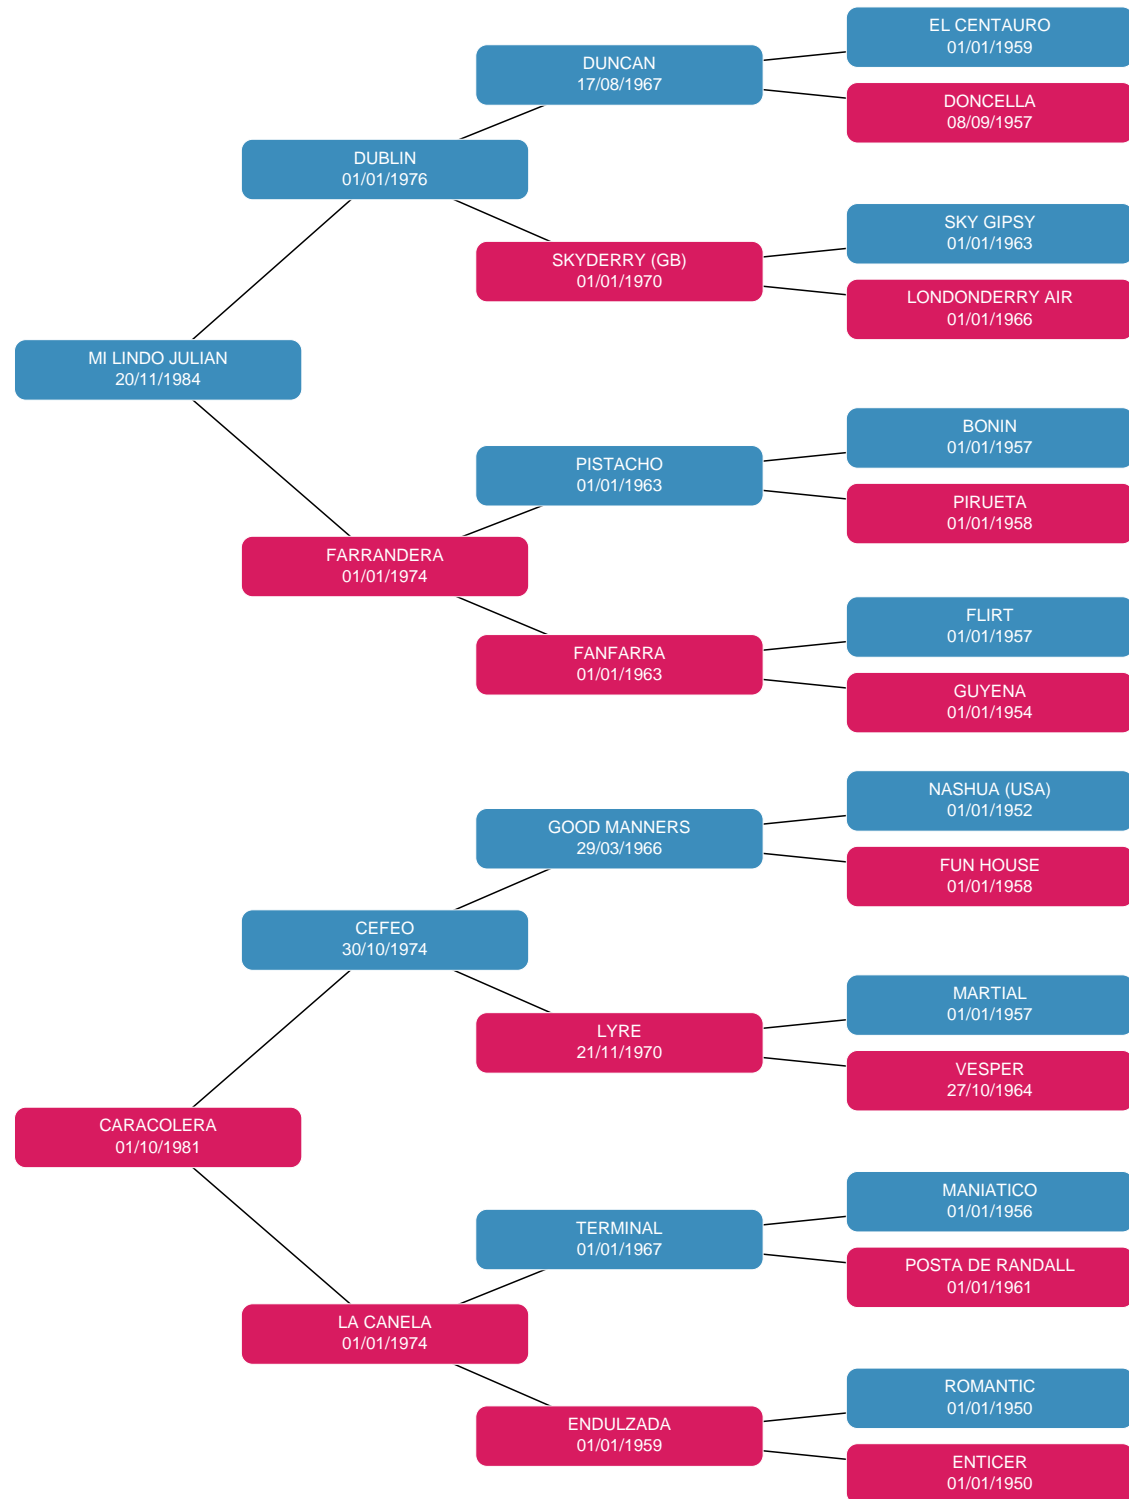 EL CENTAURO
01/01/1959
DUNCAN
17/08/1967
DONCELLA
08/09/1957
DUBLIN
01/01/1976
SKY GIPSY
01/01/1963
SKYDERRY (GB)
01/01/1970
LONDONDERRY AIR
01/01/1966
MI LINDO JULIAN
20/11/1984
BONIN
01/01/1957
PISTACHO
01/01/1963
PIRUETA
01/01/1958
FARRANDERA
01/01/1974
FLIRT
01/01/1957
FANFARRA
01/01/1963
GUYENA
01/01/1954
NASHUA (USA)
01/01/1952
GOOD MANNERS
29/03/1966
FUN HOUSE
01/01/1958
CEFEO
30/10/1974
MARTIAL
01/01/1957
LYRE
21/11/1970
VESPER
27/10/1964
CARACOLERA
01/10/1981
MANIATICO
01/01/1956
TERMINAL
01/01/1967
POSTA DE RANDALL
01/01/1961
LA CANELA
01/01/1974
ROMANTIC
01/01/1950
ENDULZADA
01/01/1959
ENTICER
01/01/1950